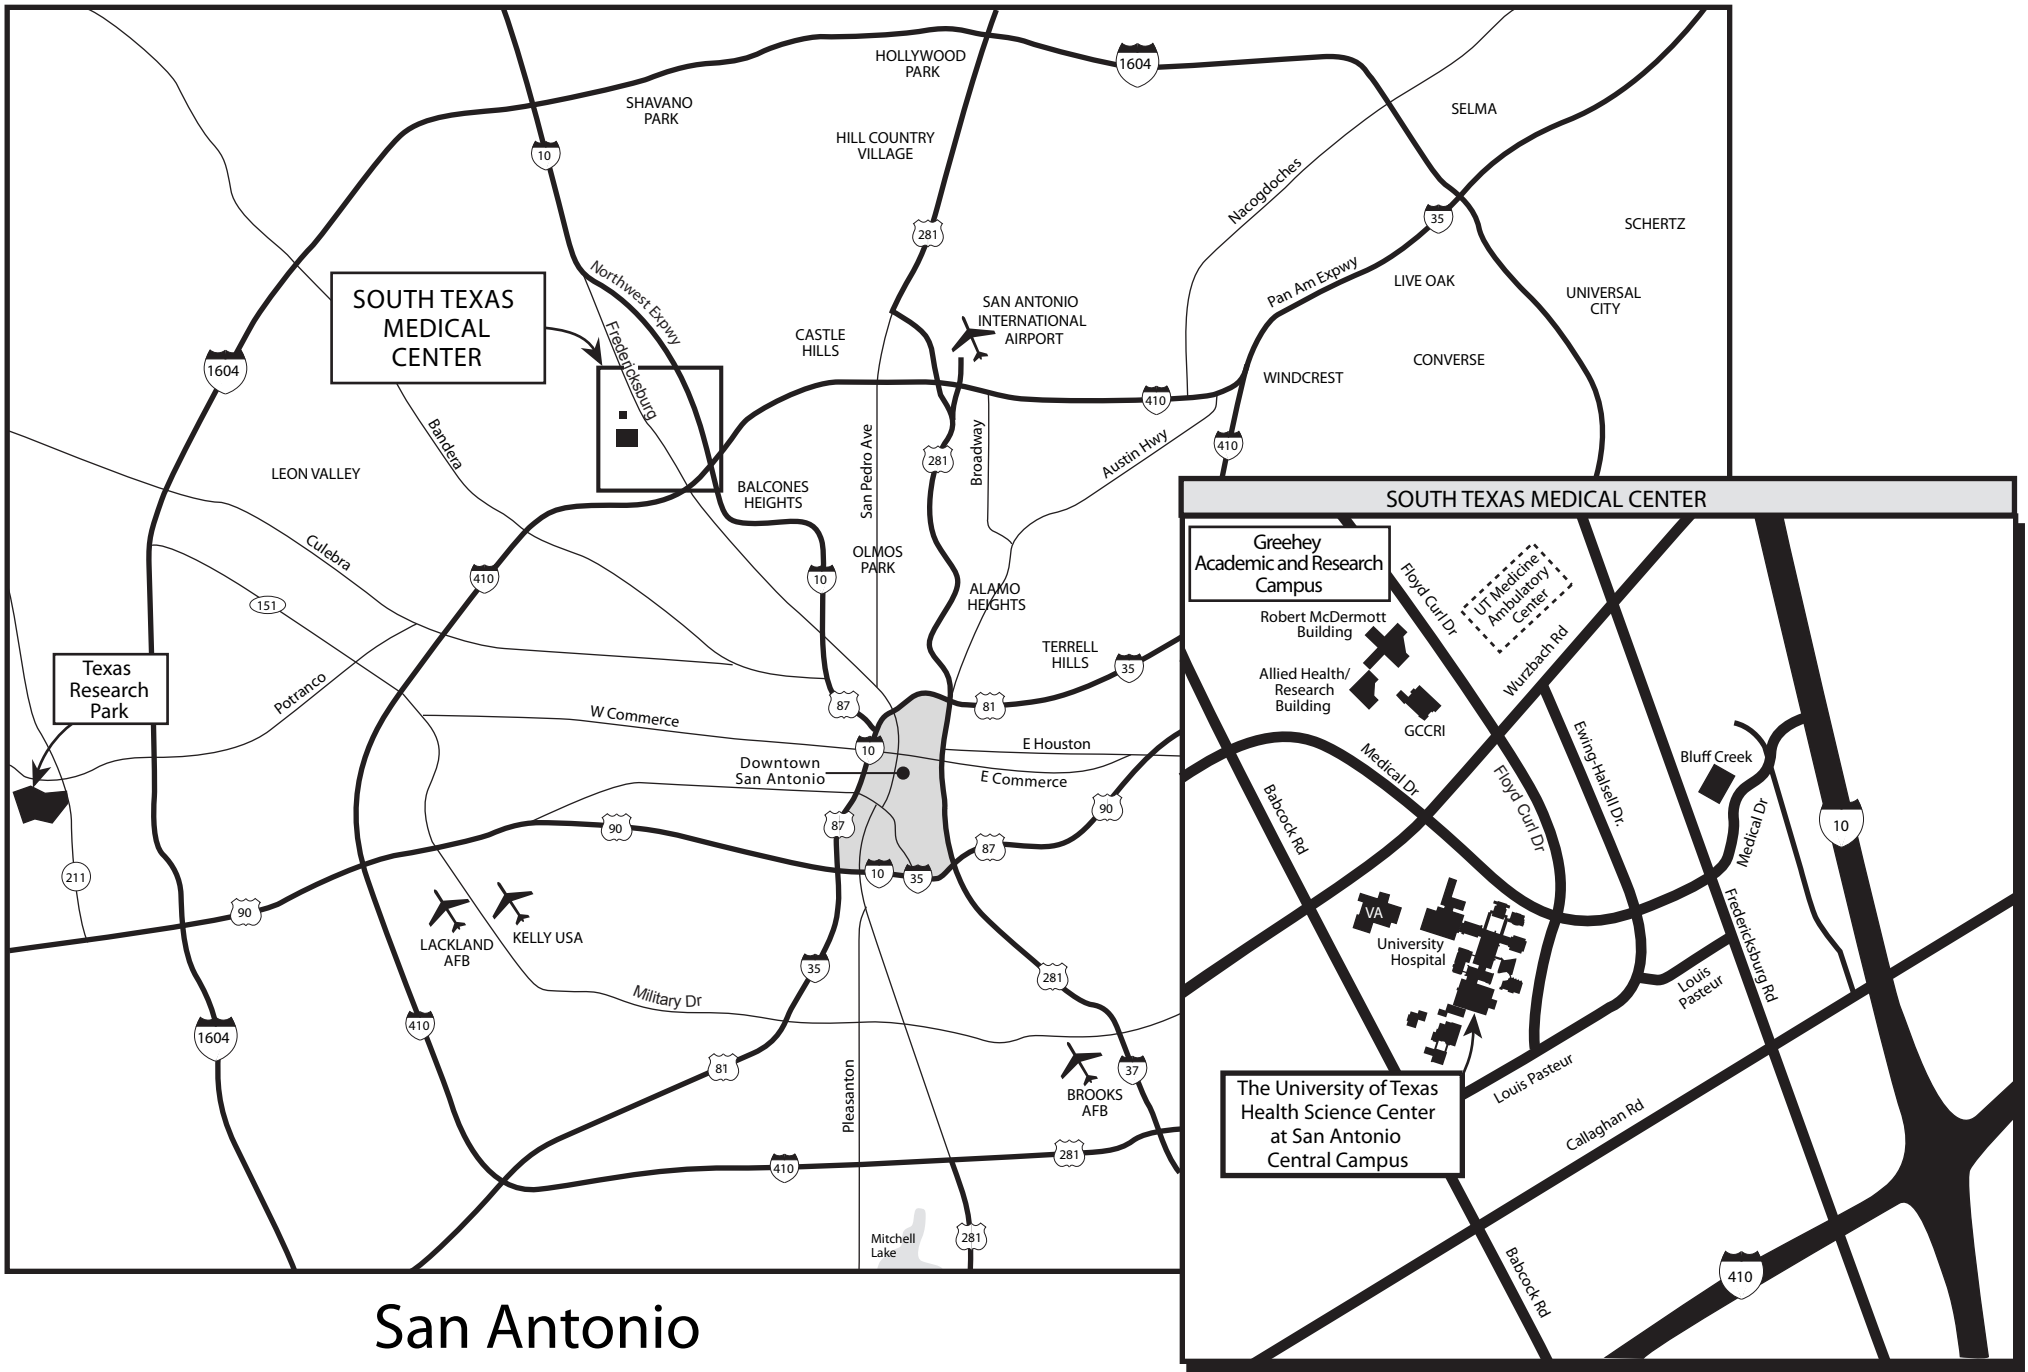 HOLLYWOOD
PARK
1604
SHAVANO
PARK
SELMA
HILL COUNTRY
VILLAGE
10
Nacogdoches
35
SCHERTZ
281
Northwest Expwy
Pan Am Expwy
LIVE OAK
UNIVERSAL
CITY
SOUTH TEXAS
MEDICAL
CENTER
SAN ANTONIO
INTERNATIONAL
AIRPORT
CASTLE
HILLS
Fredericksburg
1604
CONVERSE
WINDCREST
410
Bandera
San Pedro Ave
Broadway
Austin Hwy
410
281
LEON VALLEY
BALCONES
HEIGHTS
Culebra
OLMOS
PARK
410
10
ALAMO
HEIGHTS
151
TERRELL
HILLS
35
Texas
Research
Park
Potranco
87
81
W Commerce
10
E Houston
Downtown
San Antonio
E Commerce
90
87
90
87
211
10
35
90
LACKLAND
AFB
KELLY USA
35
281
Military Dr
410
1604
81
Pleasanton
37
BROOKS
AFB
410
281
Mitchell
Lake
281
San Antonio
SOUTH TEXAS MEDICAL CENTER
Greehey
Academic and Research
Campus
Floyd Curl Dr
UT Medicine
Ambulatory
Center
Robert McDermott
Building
Wurzbach Rd
Allied Health/
Research
Building
GCCRI
Ewing-Halsell Dr.
Medical Dr
Floyd Curl Dr
Bluff Creek
Babcock Rd
Medical Dr
10
VA
University
Hospital
Fredericksburg Rd
Louis
Pasteur
Louis Pasteur
The University of Texas
Health Science Center
at San Antonio
Central Campus
Callaghan Rd
Babcock Rd
410